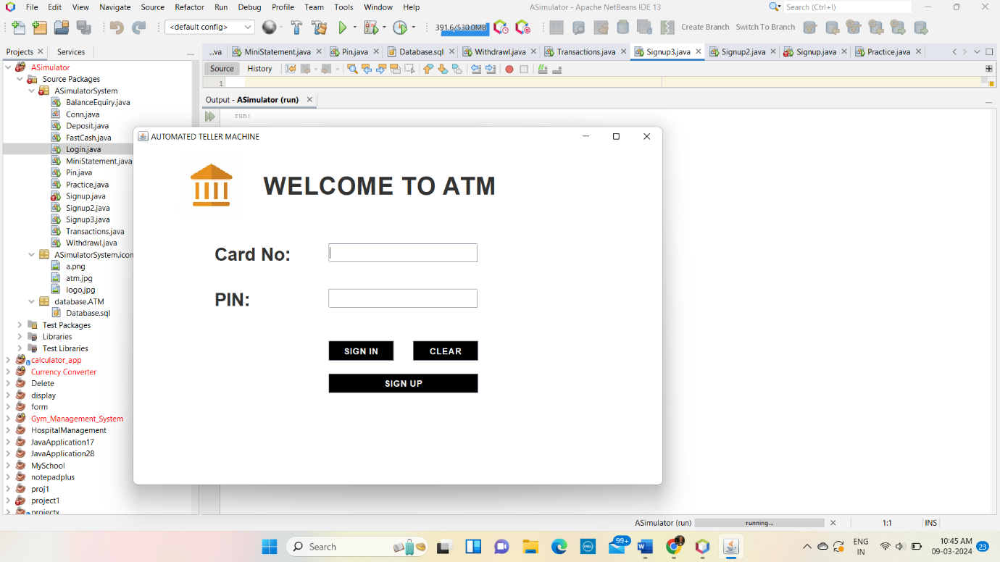 File Edit View Navigate Source Refactor Run Debug Profile Team Tools Window Help
ASimulator - Apache NetBeans IDE 13
Search (Ctrl+I)
<default config>
391.6/530.0MB
Create Branch Switch To Branch
Projects Services
...va MiniStatement.java Pin.java Database.sql Withdrawl.java Transactions.java Signup3.java Signup2.java Signup.java Practice.java
Source History
1
Output - ASimulator (run)
run:
ASimulator
Source Packages
ASimulatorSystem
BalanceEquiry.java
Conn.java
Deposit.java
FastCash.java
Login.java
MiniStatement.java
Pin.java
Practice.java
Signup.java
Signup2.java
Signup3.java
Transactions.java
Withdrawl.java
ASimulatorSystem.icon
a.png
atm.jpg
logo.jpg
database.ATM
Database.sql
Test Packages
Libraries
Test Libraries
calculator_app
Currency Converter
Delete
display
form
Gym_Management_System
HospitalManagement
JavaApplication17
JavaApplication28
MySchool
notepadplus
proj1
project1
projectx
AUTOMATED TELLER MACHINE
WELCOME TO ATM
Card No:
PIN:
SIGN IN CLEAR
SIGN UP
ASimulator (run) running... 1:1 INS
Search
DELL
99+
W
ENG
IN
10:45 AM
09-03-2024
23